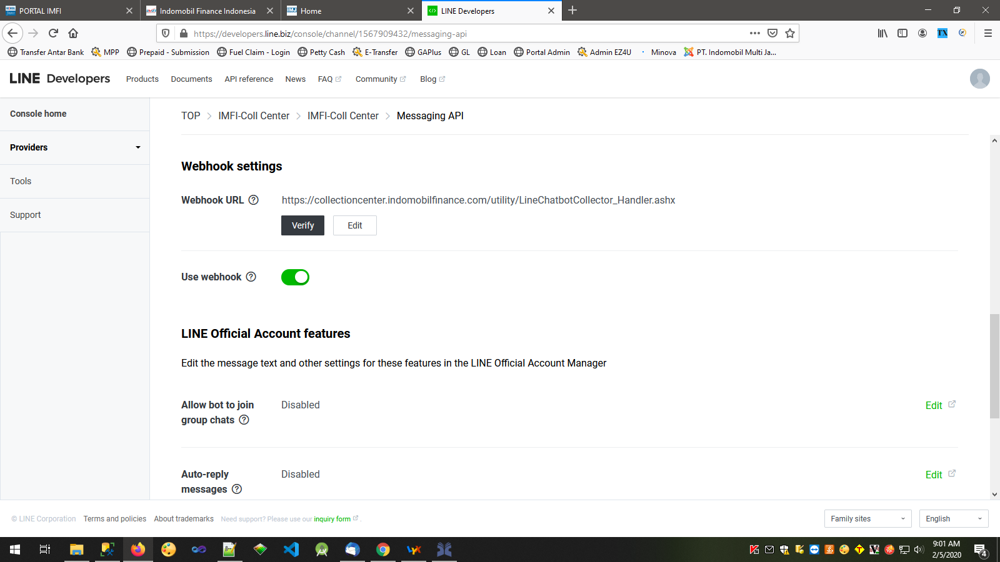 PORTAL IMFI
Indomobil Finance Indonesia
Home
LINE Developers
https://developers.line.biz/console/channel/1567909432/messaging-api
Transfer Antar Bank
MPP
Prepaid - Submission
Fuel Claim - Login
Petty Cash
E-Transfer
GAPlus
GL
Loan
Portal Admin
Admin EZ4U
Minova
PT. Indomobil Multi Ja...
LINE Developers
Products
Documents
API reference
News
FAQ
Community
Blog
Console home
Providers
Tools
Support
TOP > IMFI-Coll Center > IMFI-Coll Center > Messaging API
Webhook settings
Webhook URL
https://collectioncenter.indomobilfinance.com/utility/LineChatbotCollector_Handler.ashx
Verify
Edit
Use webhook
LINE Official Account features
Edit the message text and other settings for these features in the LINE Official Account Manager
Allow bot to join
group chats
Disabled
Edit
Auto-reply
messages
Disabled
Edit
© LINE Corporation
Terms and policies
About trademarks
Need support? Please use our inquiry form .
Family sites
English
9:01 AM
2/5/2020
4